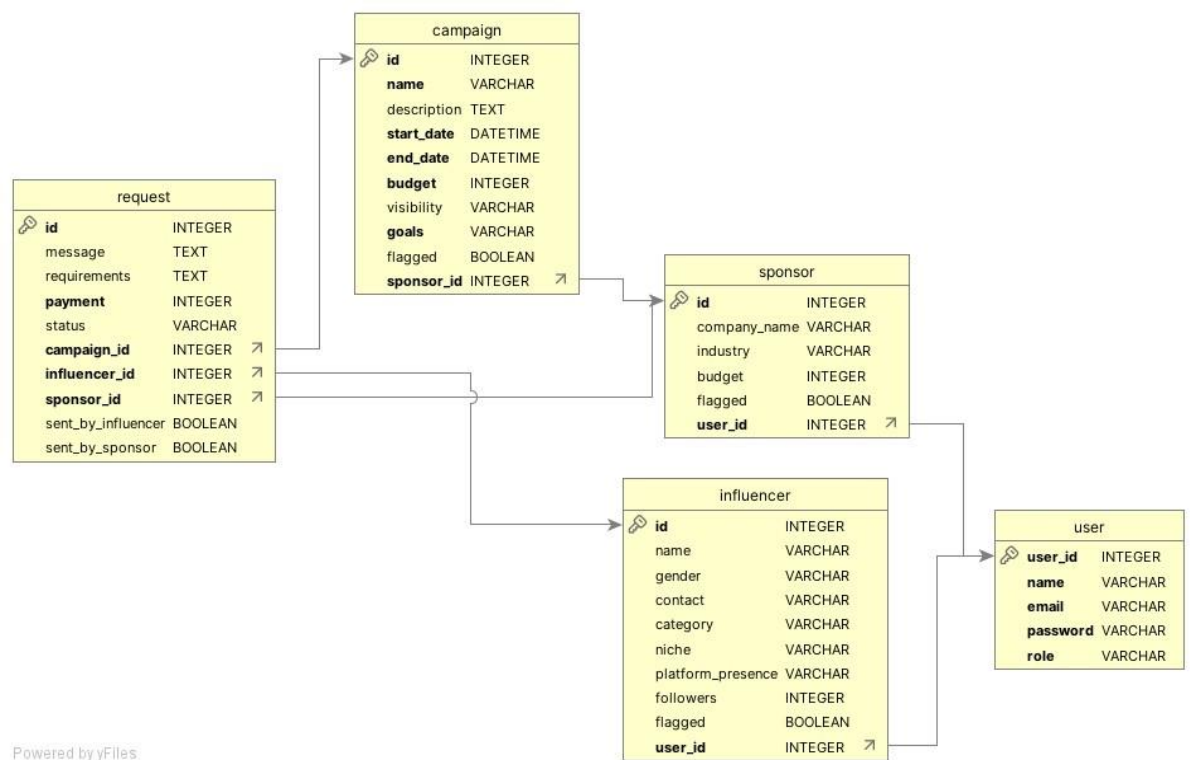 campaign
id INTEGER
name VARCHAR
description TEXT
start_date DATETIME
end_date DATETIME
budget INTEGER
visibility VARCHAR
goals VARCHAR
flagged BOOLEAN
sponsor_id INTEGER
request
id INTEGER
message TEXT
requirements TEXT
payment INTEGER
status VARCHAR
campaign_id INTEGER
influencer_id INTEGER
sponsor_id INTEGER
sent_by_influencer BOOLEAN
sent_by_sponsor BOOLEAN
sponsor
id INTEGER
company_name VARCHAR
industry VARCHAR
budget INTEGER
flagged BOOLEAN
user_id INTEGER
influencer
id INTEGER
name VARCHAR
gender VARCHAR
contact VARCHAR
category VARCHAR
niche VARCHAR
platform_presence VARCHAR
followers INTEGER
flagged BOOLEAN
user_id INTEGER
user
user_id INTEGER
name VARCHAR
email VARCHAR
password VARCHAR
role VARCHAR
Powered by yFiles